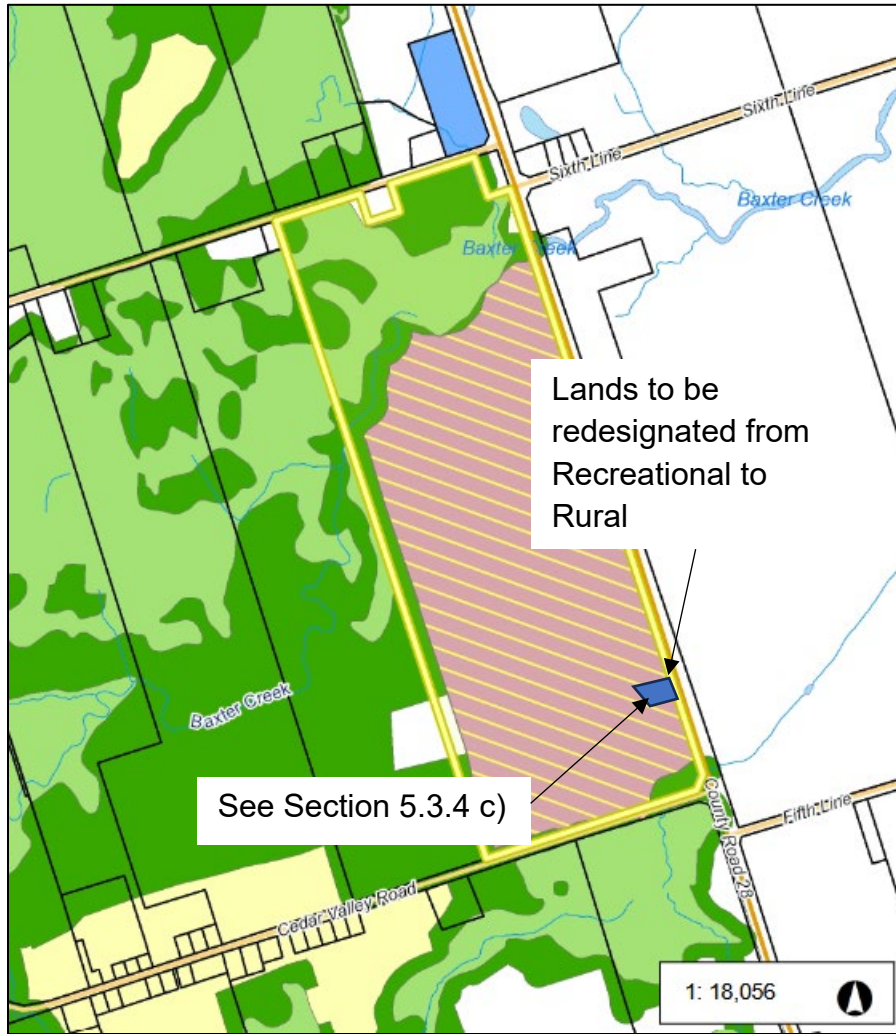 Sixth Line
Sixth Line
Baxter Creek
Baxter Creek
Lands to be
redesignated from
Recreational to
Rural
Baxter Creek
See Section 5.3.4 c)
Fifth Line
County Road 28
Cedar Valley Road
1: 18,056